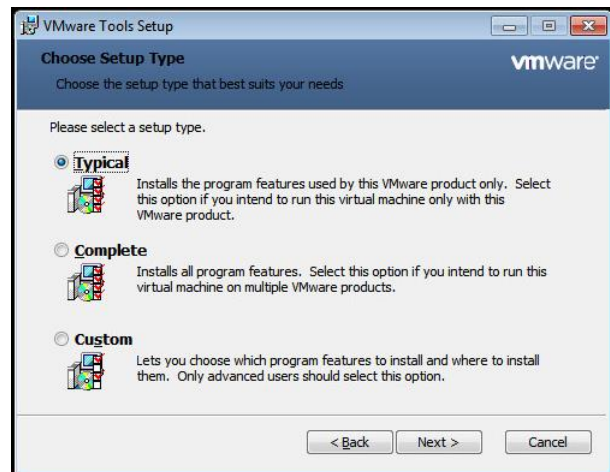 VMware Tools Setup
Choose Setup Type
vmware
Choose the setup type that best suits your needs
Please select a setup type.
Typical
Installs the program features used by this VMware product only. Select
this option if you intend to run this virtual machine only with this
VMware product.
Complete
Installs all program features. Select this option if you intend to run this
virtual machine on multiple VMware products.
Custom
Lets you choose which program features to install and where to install
them. Only advanced users should select this option.
< Back Next > Cancel